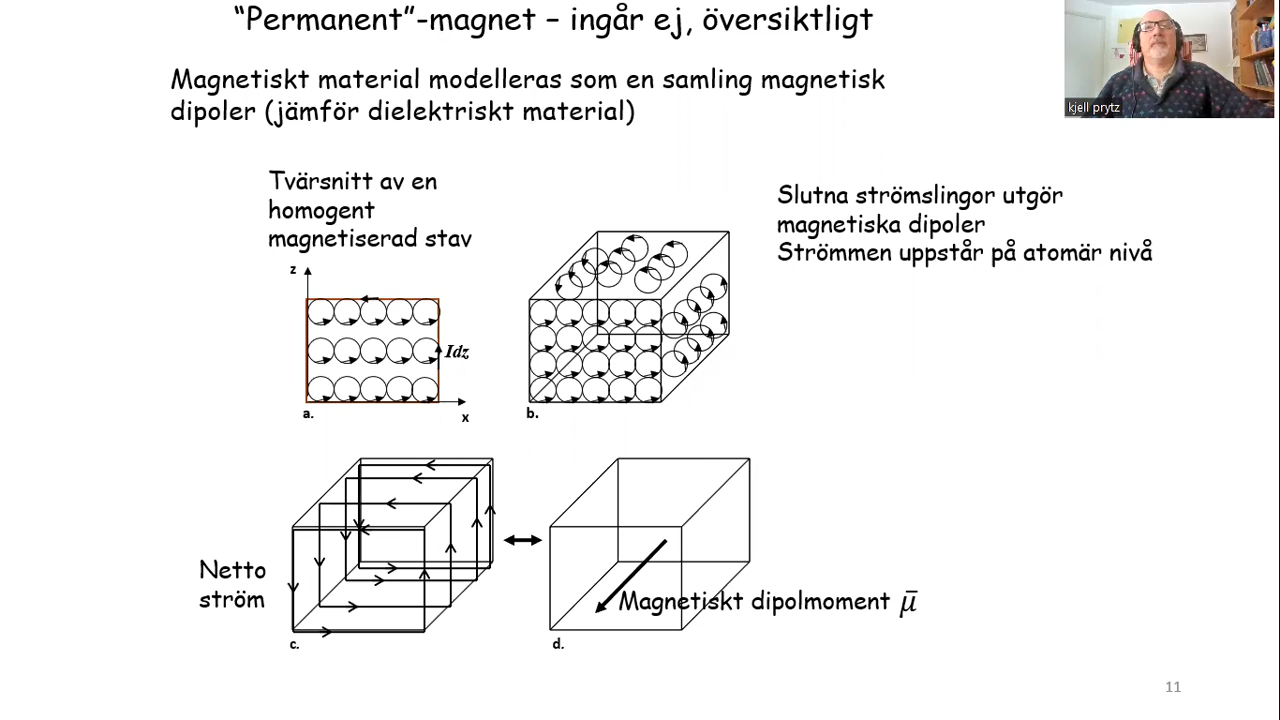 “Permanent”-magnet – ingår ej, översiktligt
kjell prytz
Magnetiskt material modelleras som en samling magnetisk
dipoler (jämför dielektriskt material)
Tvärsnitt av en
homogent
magnetiserad stav
Slutna strömslingor utgör
magnetiska dipoler
Strömmen uppstår på atomär nivå
z
Idz
x
a.
b.
Netto
ström
Magnetiskt dipolmoment μ̄
c.
d.
11